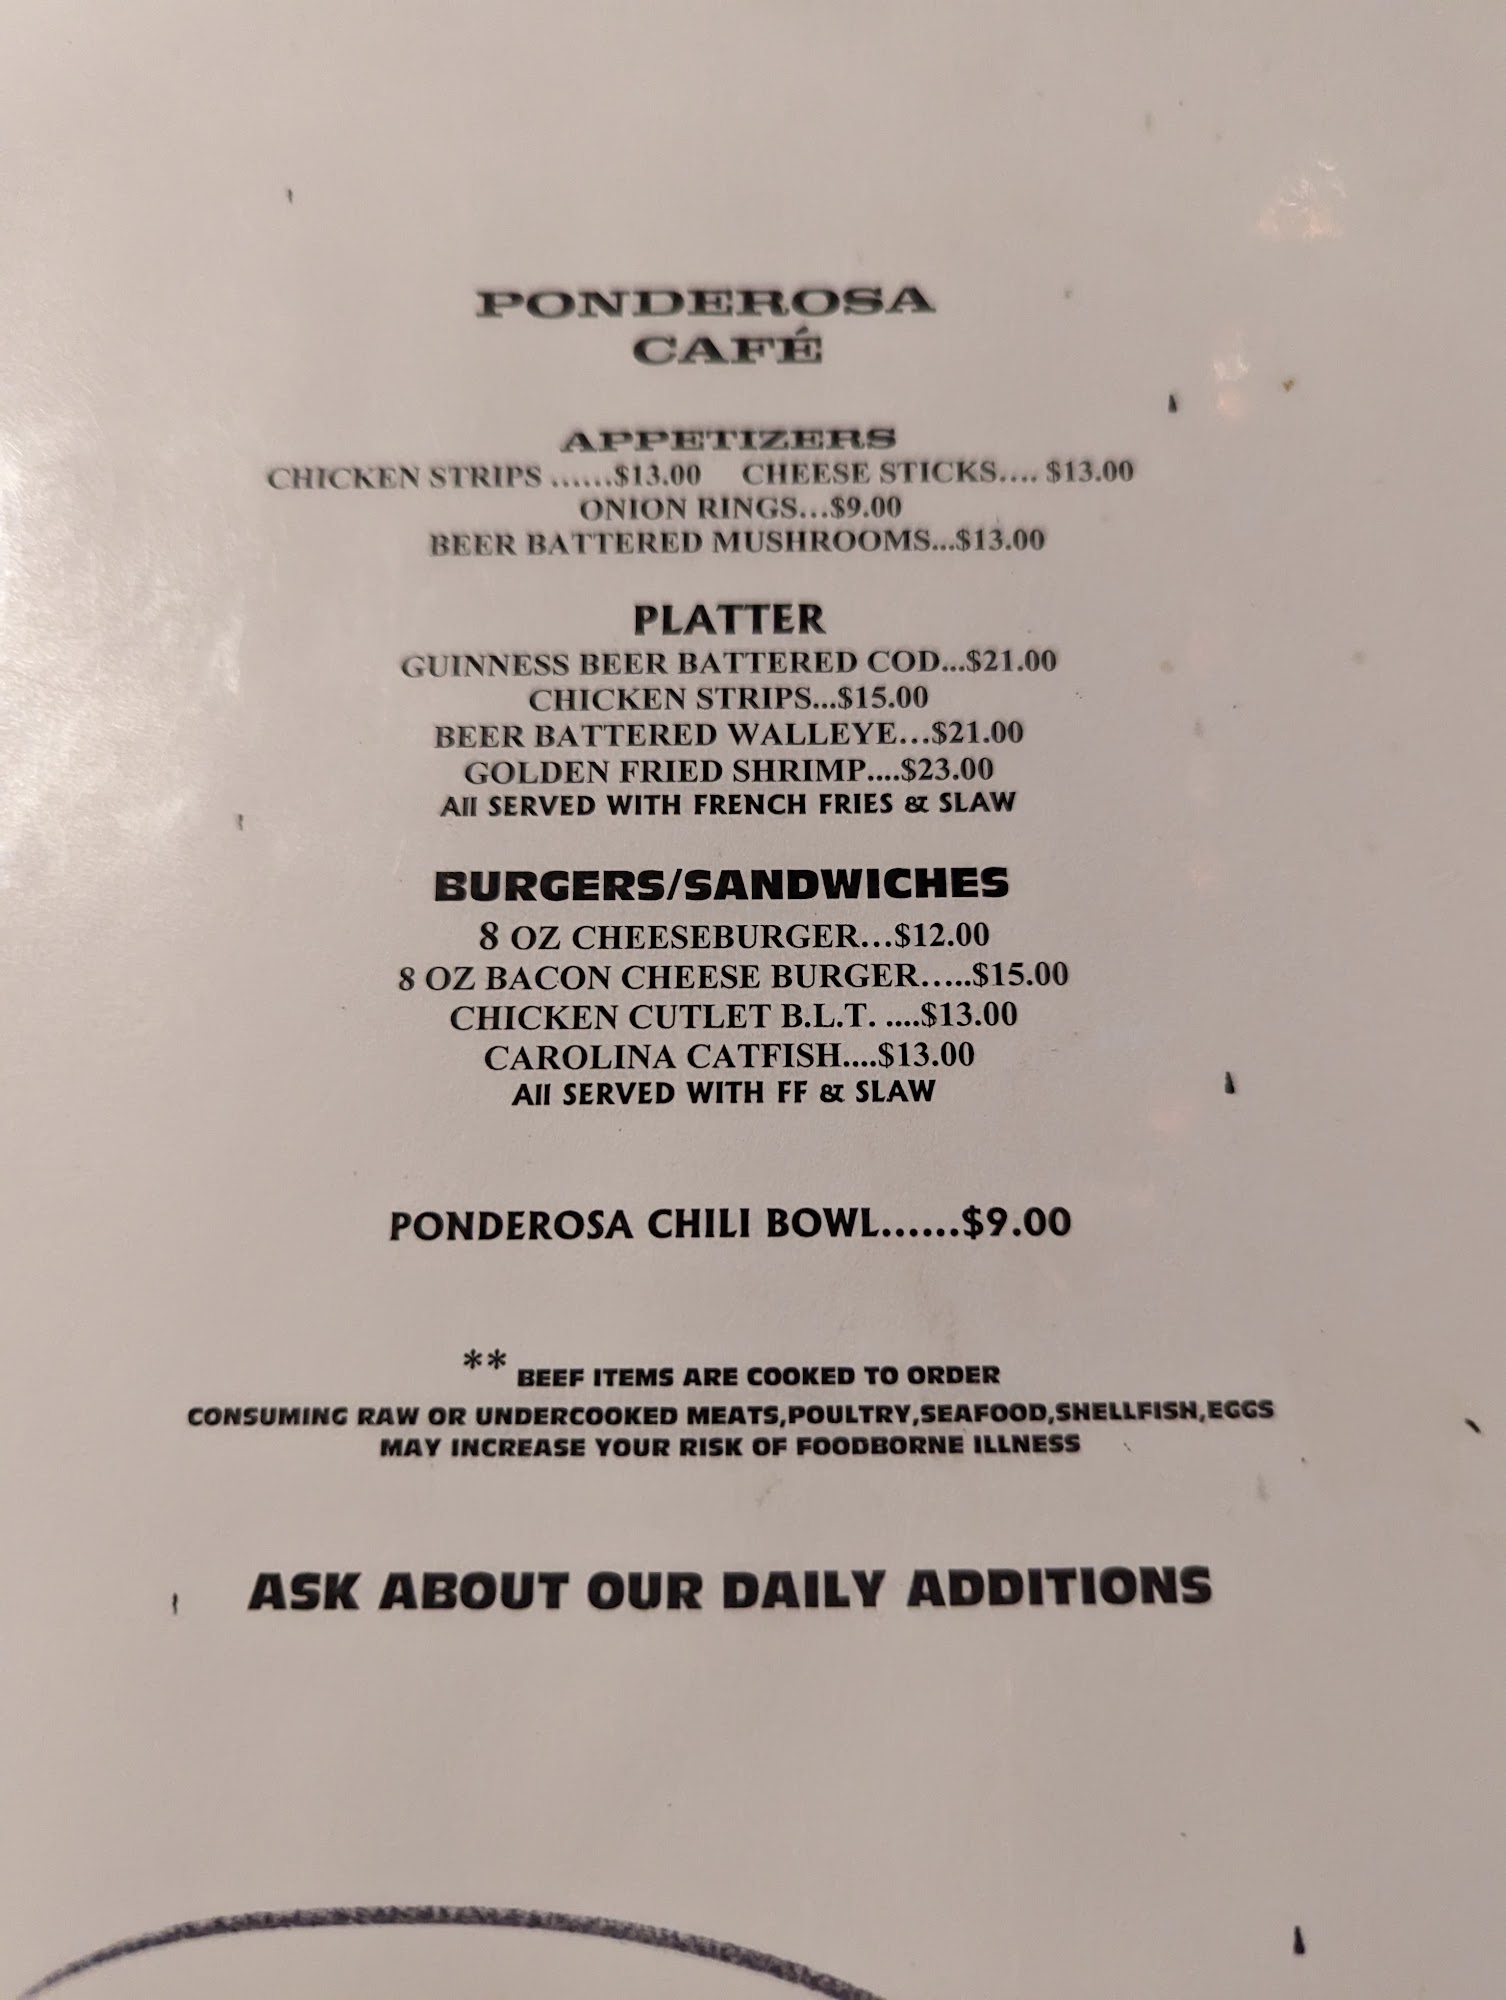 PONDEROSA
CAFÉ
APPETIZERS
CHICKEN STRIPS ......$13.00 CHEESE STICKS.... $13.00
ONION RINGS...$9.00
BEER BATTERED MUSHROOMS...$13.00
PLATTER
GUINNESS BEER BATTERED COD...$21.00
CHICKEN STRIPS...$15.00
BEER BATTERED WALLEYE...$21.00
GOLDEN FRIED SHRIMP....$23.00
All SERVED WITH FRENCH FRIES & SLAW
BURGERS/SANDWICHES
8 OZ CHEESEBURGER...$12.00
8 OZ BACON CHEESE BURGER.....$15.00
CHICKEN CUTLET B.L.T. ....$13.00
CAROLINA CATFISH....$13.00
All SERVED WITH FF & SLAW
PONDEROSA CHILI BOWL......$9.00
** BEEF ITEMS ARE COOKED TO ORDER
CONSUMING RAW OR UNDERCOOKED MEATS,POULTRY,SEAFOOD,SHELLFISH,EGGS
MAY INCREASE YOUR RISK OF FOODBORNE ILLNESS
ASK ABOUT OUR DAILY ADDITIONS